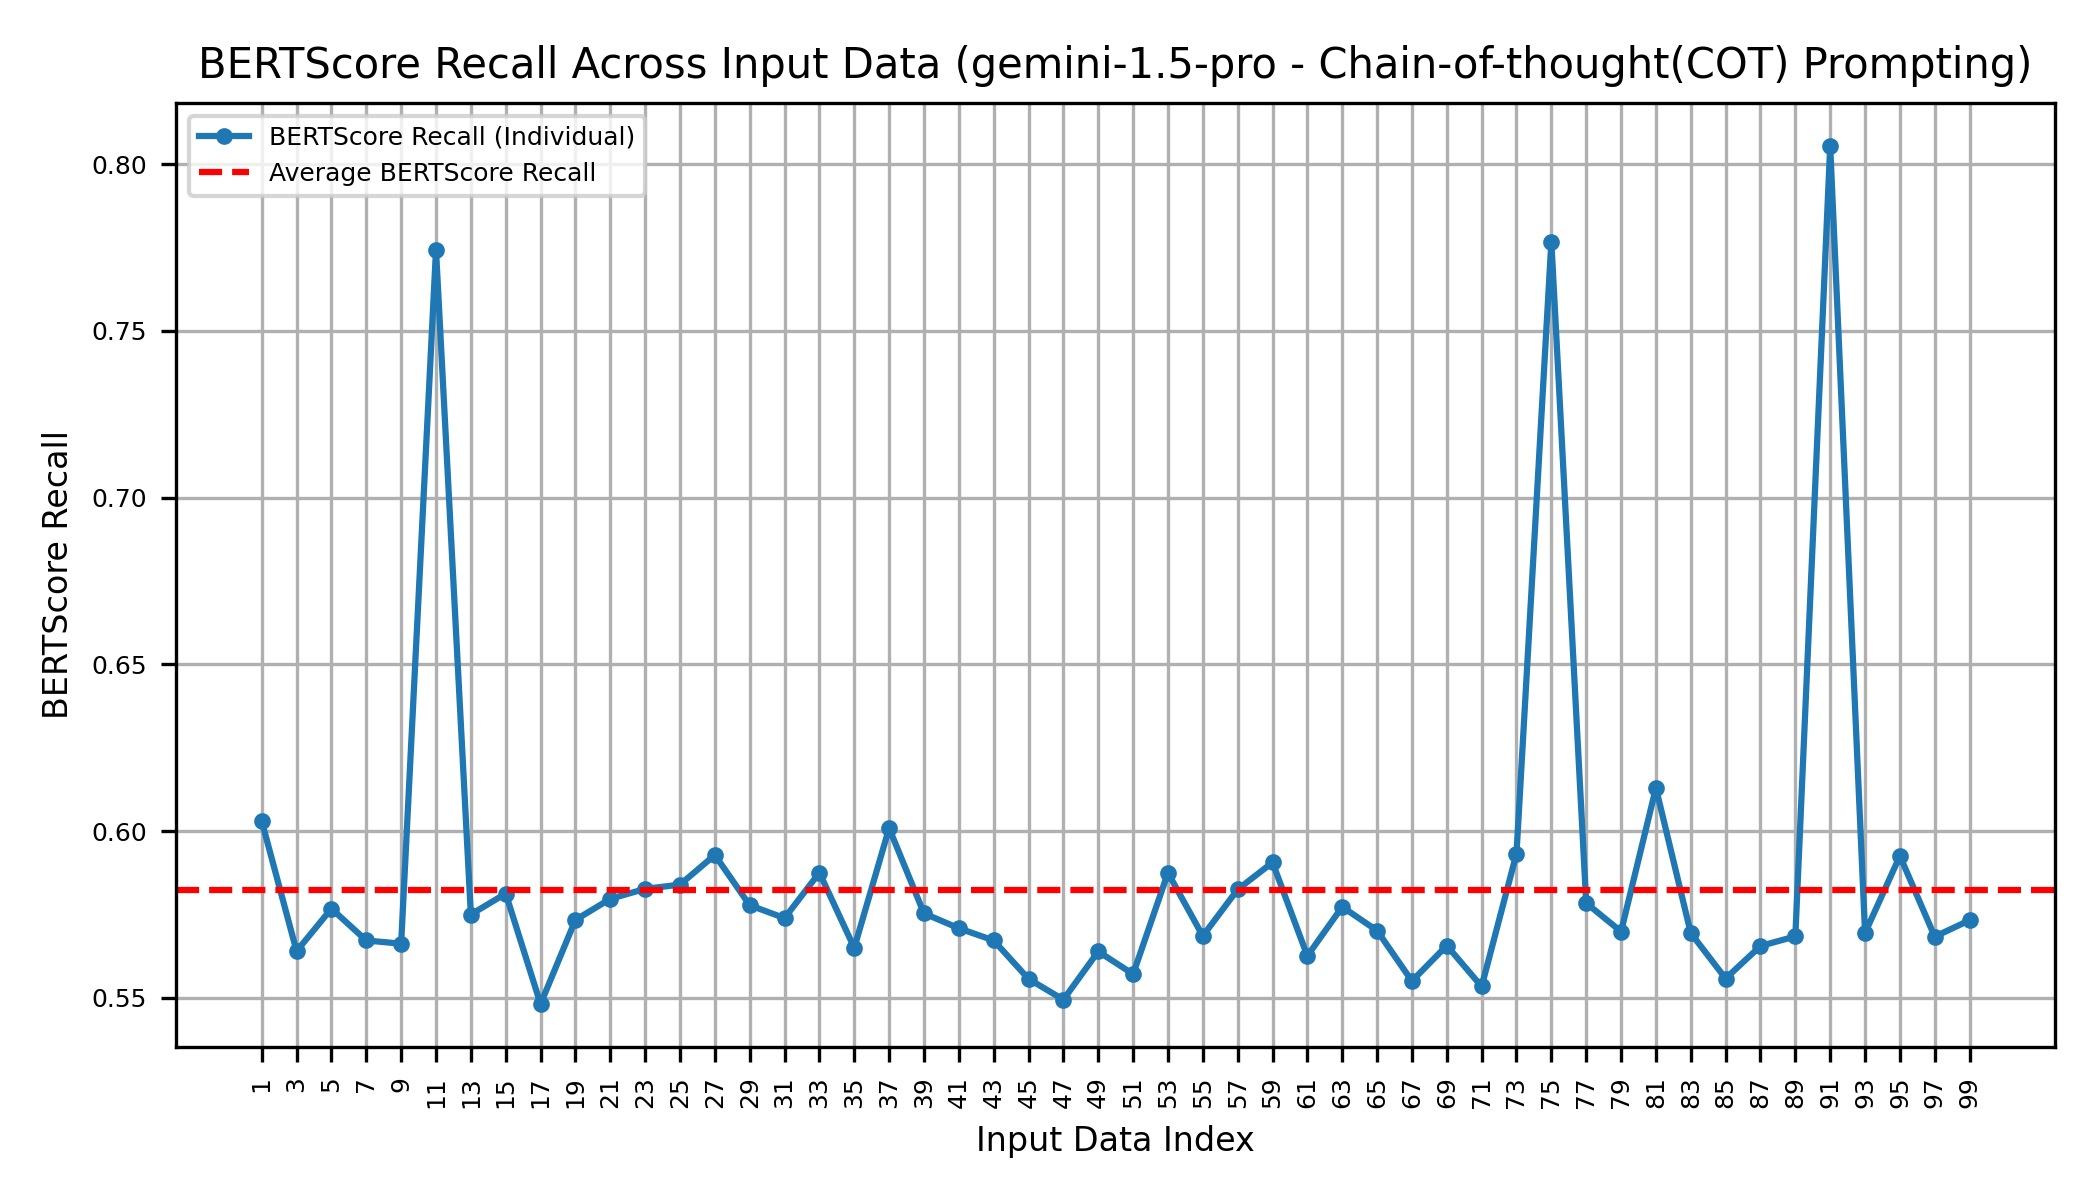 BERTScore Recall Across Input Data (gemini-1.5-pro - Chain-of-thought(COT) Prompting)
BERTScore Recall (Individual)
Average BERTScore Recall
BERTScore Recall
0.80
0.75
0.70
0.65
0.60
0.55
1 3 5 7 9 11 13 15 17 19 21 23 25 27 29 31 33 35 37 39 41 43 45 47 49 51 53 55 57 59 61 63 65 67 69 71 73 75 77 79 81 83 85 87 89 91 93 95 97 99
Input Data Index